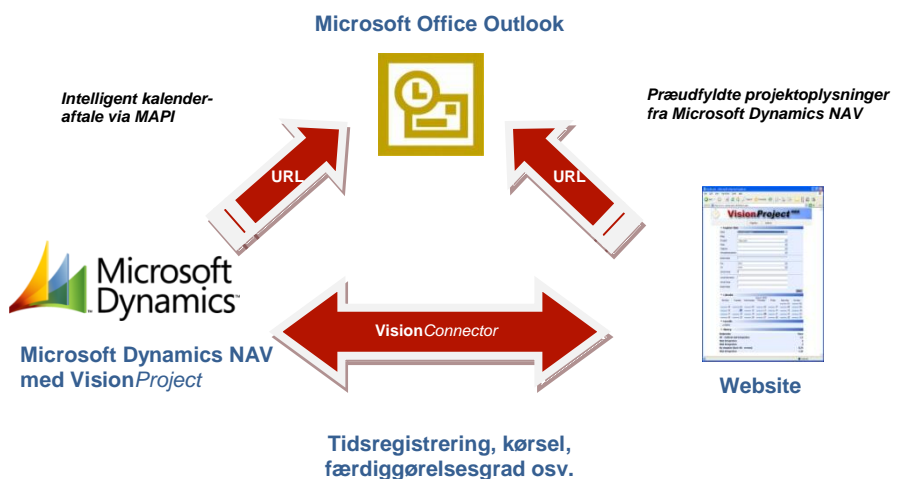 Microsoft Office Outlook
Intelligent kalender-
aftale via MAPI
Præudfyldte projektoplysninger
fra Microsoft Dynamics NAV
URL
URL
VisionProject
Microsoft
Dynamics
VisionConnector
Microsoft Dynamics NAV
med VisionProject
Website
Tidsregistrering, kørsel,
færdiggørelsesgrad osv.